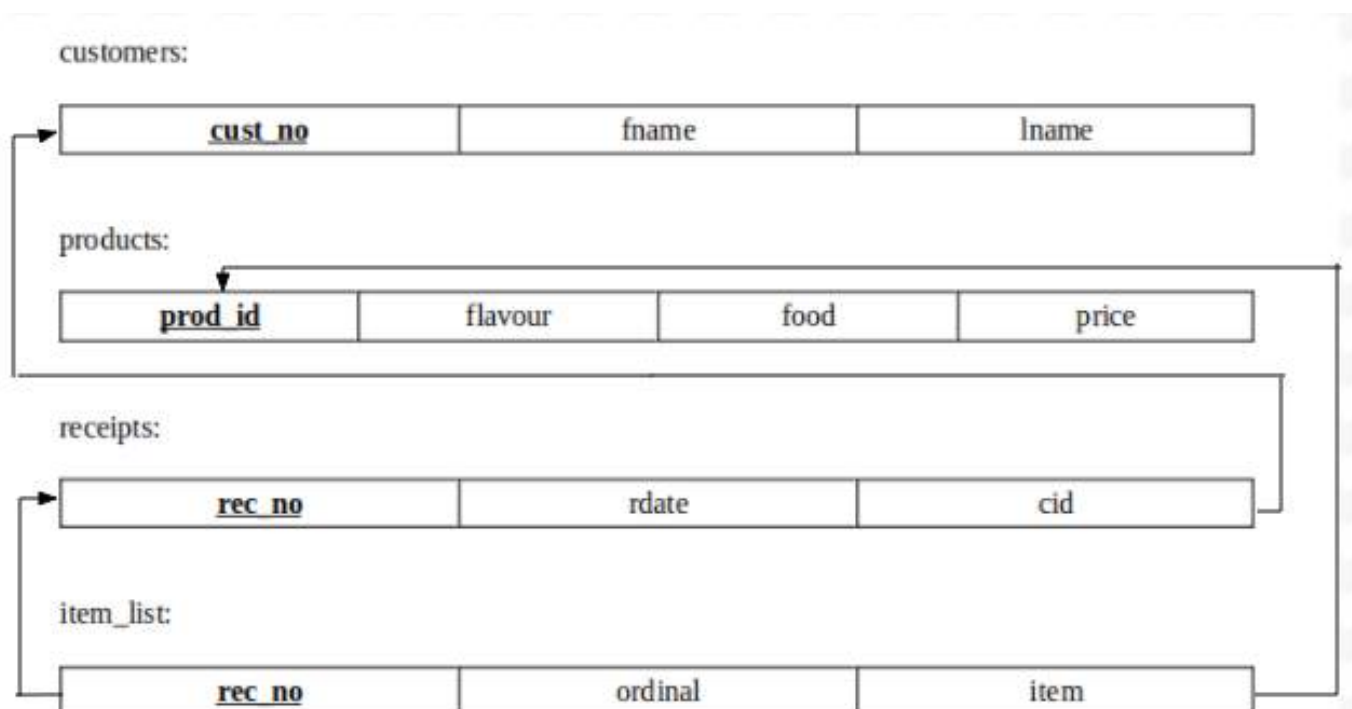 customers:
cust_no fname lname
products:
prod_id flavour food price
receipts:
rec_no rdate cid
item_list:
rec_no ordinal item